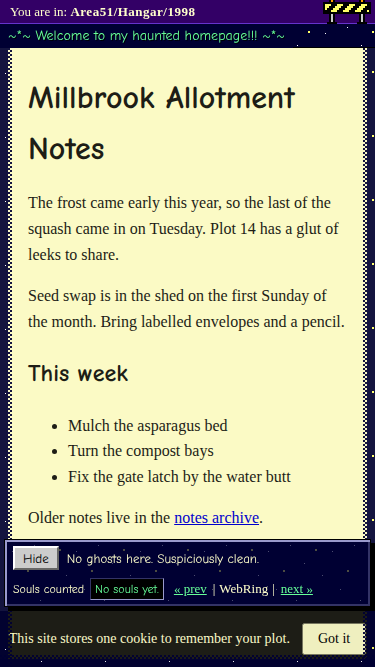 You are in: Area51/Hangar/1998
~*~ Welcome to my haunted homepage!!! ~*~
Millbrook Allotment
Notes
The frost came early this year, so the last of the
squash came in on Tuesday. Plot 14 has a glut of
leeks to share.
Seed swap is in the shed on the first Sunday of
the month. Bring labelled envelopes and a pencil.
This week
• Mulch the asparagus bed
• Turn the compost bays
• Fix the gate latch by the water butt
Older notes live in the notes archive.
Hide No ghosts here. Suspiciously clean.
Souls counted No souls yet. « prev | WebRing | next »
This site stores one cookie to remember your plot. Got it